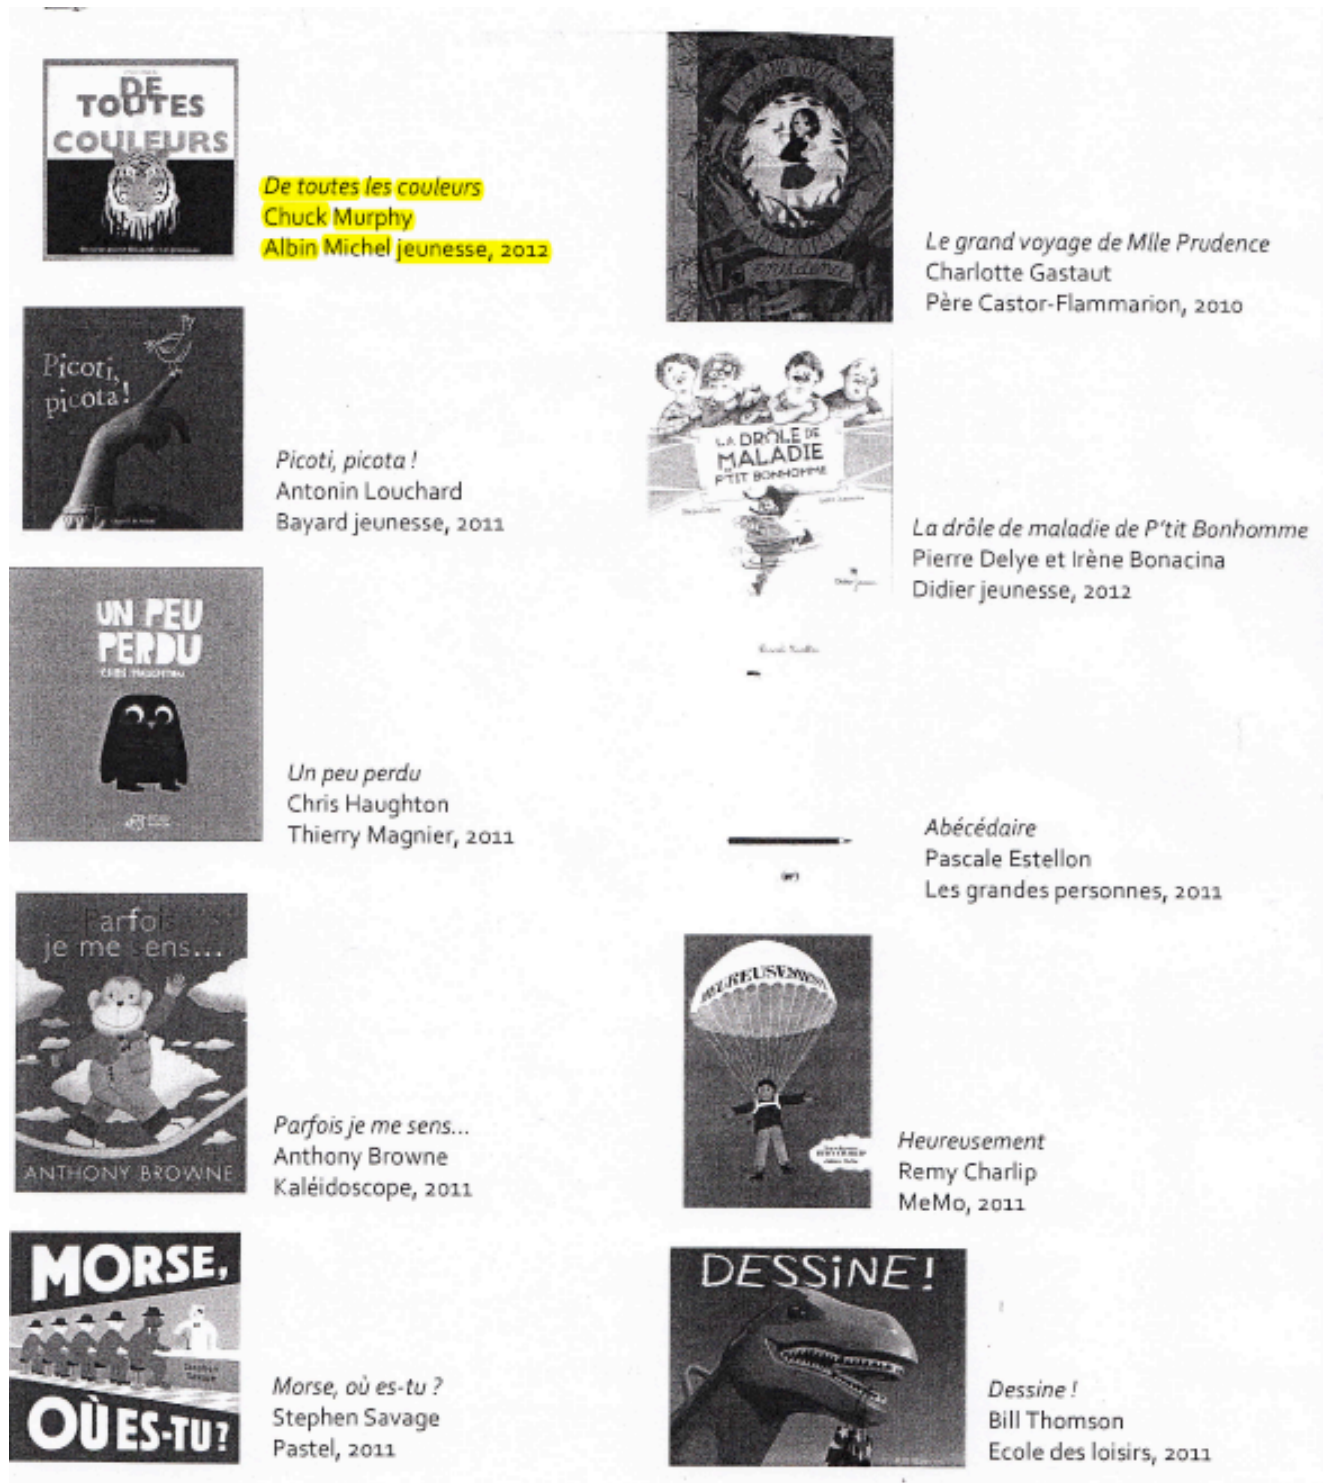 DE
TOUTES
COULEURS
De toutes les couleurs
Chuck Murphy
Albin Michel jeunesse, 2012
Picoti,
picota !
Picoti, picota !
Antonin Louchard
Bayard jeunesse, 2011
UN PEU
PERDU
CHRIS HAUGHTON
Un peu perdu
Chris Haughton
Thierry Magnier, 2011
Parfois
je me sens...
ANTHONY BROWNE
Parfois je me sens...
Anthony Browne
Kaléidoscope, 2011
MORSE,
OÙ ES-TU ?
Morse, où es-tu ?
Stephen Savage
Pastel, 2011
Prudence
Le grand voyage de Mlle Prudence
Charlotte Gastaut
Père Castor-Flammarion, 2010
LA DRÔLE DE
MALADIE
P'TIT BONHOMME
La drôle de maladie de P'tit Bonhomme
Pierre Delye et Irène Bonacina
Didier jeunesse, 2012
Abécédaire
Pascale Estellon
Les grandes personnes, 2011
HEUREUSEMENT
Heureusement
Remy Charlip
MeMo, 2011
DESSiNE !
Dessine !
Bill Thomson
Ecole des loisirs, 2011